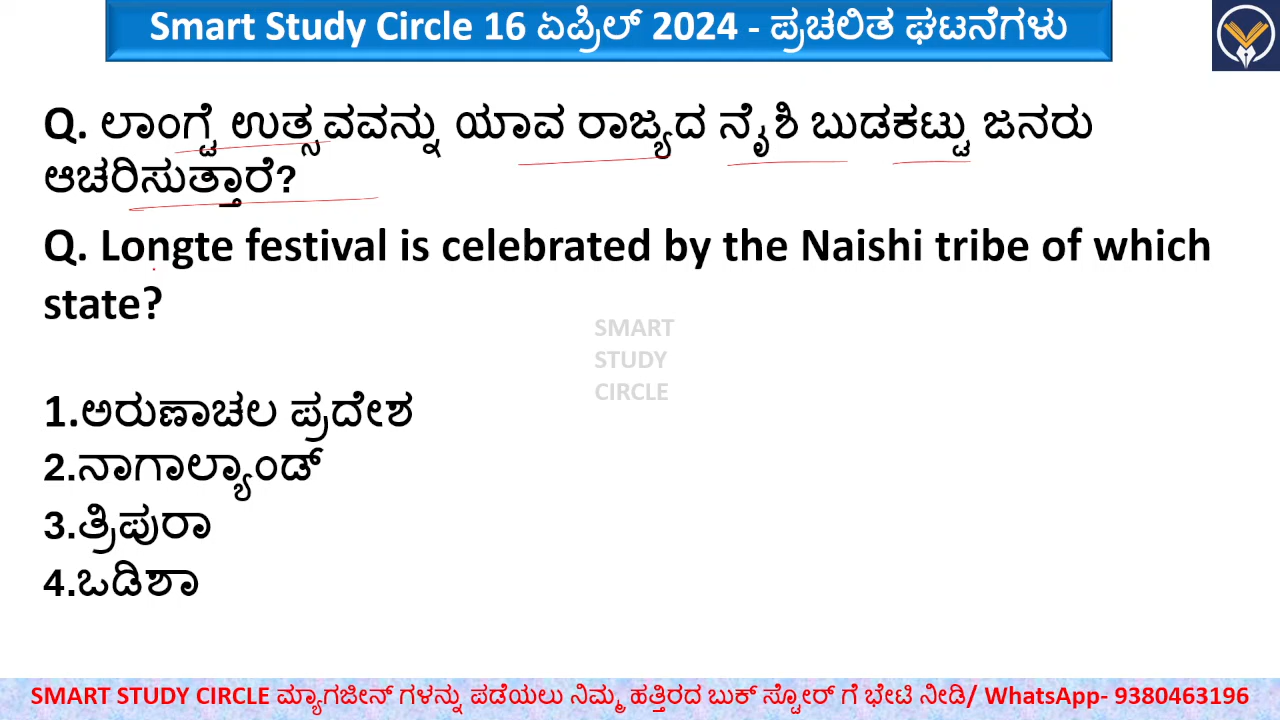 Smart Study Circle 16 ಏಪ್ರಿಲ್ 2024 - ಪ್ರಚಲಿತ ಘಟನೆಗಳು
Q. ಲಾಂಗ್ಟೆ ಉತ್ಸವವನ್ನು ಯಾವ ರಾಜ್ಯದ ನೈಶಿ ಬುಡಕಟ್ಟು ಜನರು
ಆಚರಿಸುತ್ತಾರೆ?
Q. Longte festival is celebrated by the Naishi tribe of which
state?
SMART
STUDY
CIRCLE
1.ಅರುಣಾಚಲ ಪ್ರದೇಶ
2.ನಾಗಾಲ್ಯಾಂಡ್
3.ತ್ರಿಪುರಾ
4.ಒಡಿಶಾ
SMART STUDY CIRCLE ಮ್ಯಾಗಜೀನ್ ಗಳನ್ನು ಪಡೆಯಲು ನಿಮ್ಮ ಹತ್ತಿರದ ಬುಕ್ ಸ್ಟೋರ್ ಗೆ ಭೇಟಿ ನೀಡಿ/ WhatsApp- 9380463196